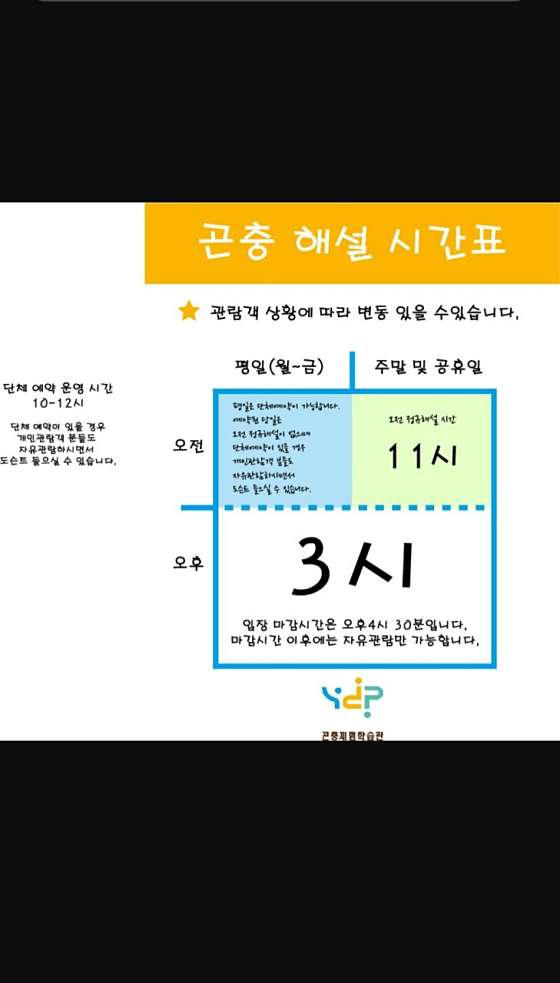 곤충 해설 시간표
★ 관람객 상황에 따라 변동 있을 수있습니다.
단체 예약 운영 시간
10-12시
단체 예약이 있을 경우
개인관람객 분들도
자유관람하시면서
도슨트 들으실 수 있습니다.
평일(월~금)
주말 및 공휴일
오전
평일은 단체예약이 가능합니다.
예약된 당일은
오전 정규해설이 없으며
단체예약이 있을 경우
개인관람객 분들도
자유관람하시면서
도슨트 들으실 수 있습니다.
오전 정규해설 시간
11시
오후
3시
입장 마감시간은 오후4시 30분입니다.
마감시간 이후에는 자유관람만 가능합니다.
ydp
곤충체험학습관